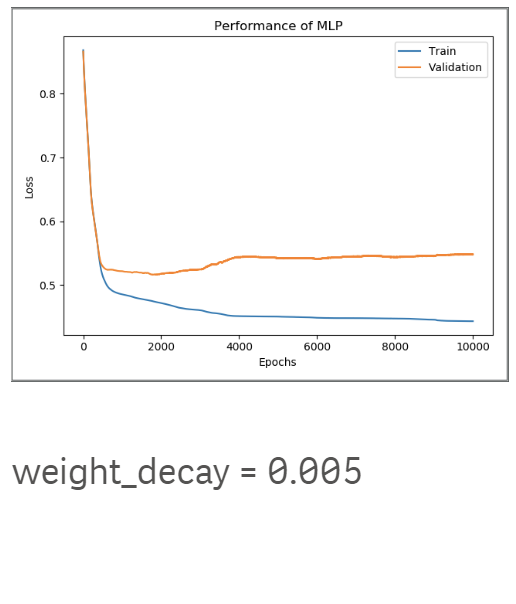 Performance of MLP
Train
Validation
0.8
0.7
0.6
0.5
Loss
0 2000 4000 6000 8000 10000
Epochs
weight_decay = 0.005